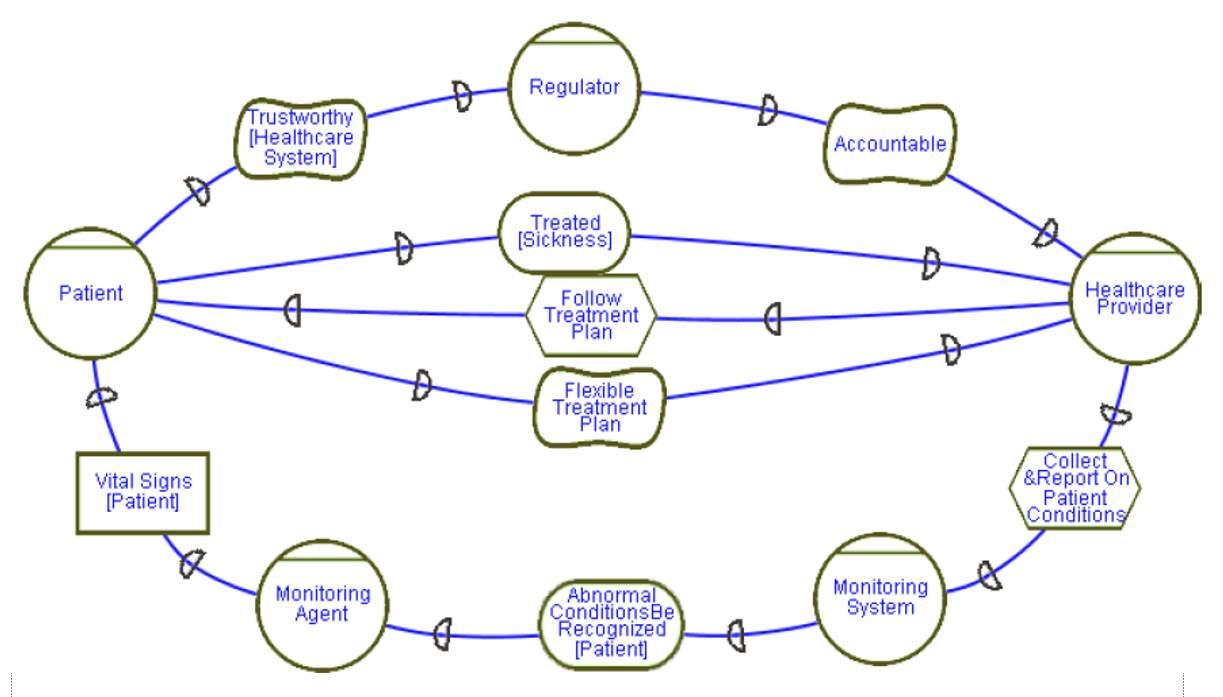 Regulator
Trustworthy
[Healthcare
System]
Accountable
Treated
[Sickness]
Patient
Follow
Treatment
Plan
Healthcare
Provider
Flexible
Treatment
Plan
Vital Signs
[Patient]
Collect
&Report On
Patient
Conditions
Monitoring
Agent
Abnormal
ConditionsBe
Recognized
[Patient]
Monitoring
System